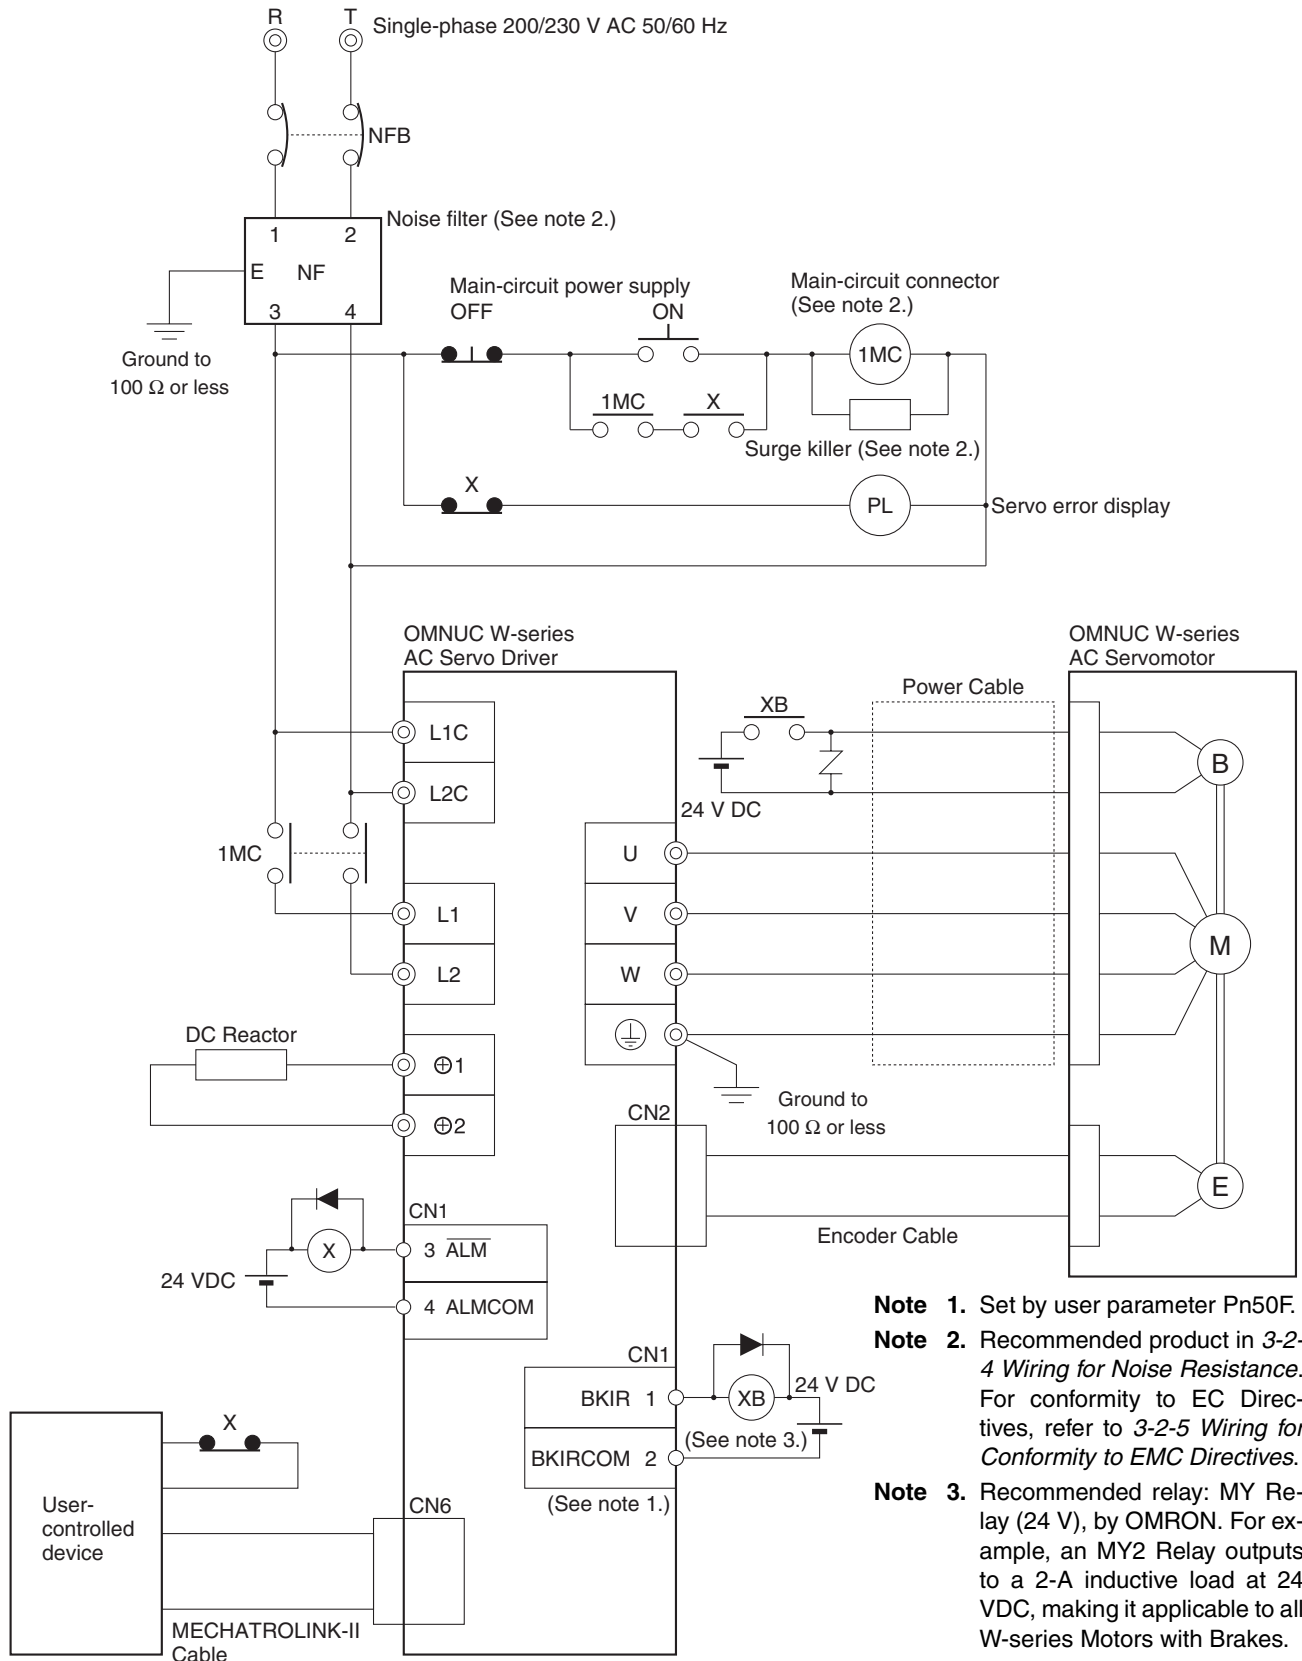 R T
Single-phase 200/230 V AC 50/60 Hz
NFB
Noise filter (See note 2.)
1 2
E NF
3 4
Ground to
100 Ω or less
Main-circuit power supply
OFF ON
Main-circuit connector
(See note 2.)
1MC
1MC X
Surge killer (See note 2.)
X
PL
Servo error display
OMNUC W-series
AC Servo Driver
OMNUC W-series
AC Servomotor
Power Cable
XB
L1C
B
L2C
24 V DC
1MC
U
L1
V
M
L2
W
DC Reactor
⊕1
Ground to
100 Ω or less
⊕2
CN2
E
Encoder Cable
CN1
X
3 ALM
24 VDC
4 ALMCOM
CN1
BKIR 1
XB
24 V DC
(See note 3.)
BKIRCOM 2
(See note 1.)
X
User-
controlled
device
CN6
MECHATROLINK-II
Cable
Note 1. Set by user parameter Pn50F.
Note 2. Recommended product in 3-2-
4 Wiring for Noise Resistance.
For conformity to EC Direc-
tives, refer to 3-2-5 Wiring for
Conformity to EMC Directives.
Note 3. Recommended relay: MY Re-
lay (24 V), by OMRON. For ex-
ample, an MY2 Relay outputs
to a 2-A inductive load at 24
VDC, making it applicable to all
W-series Motors with Brakes.